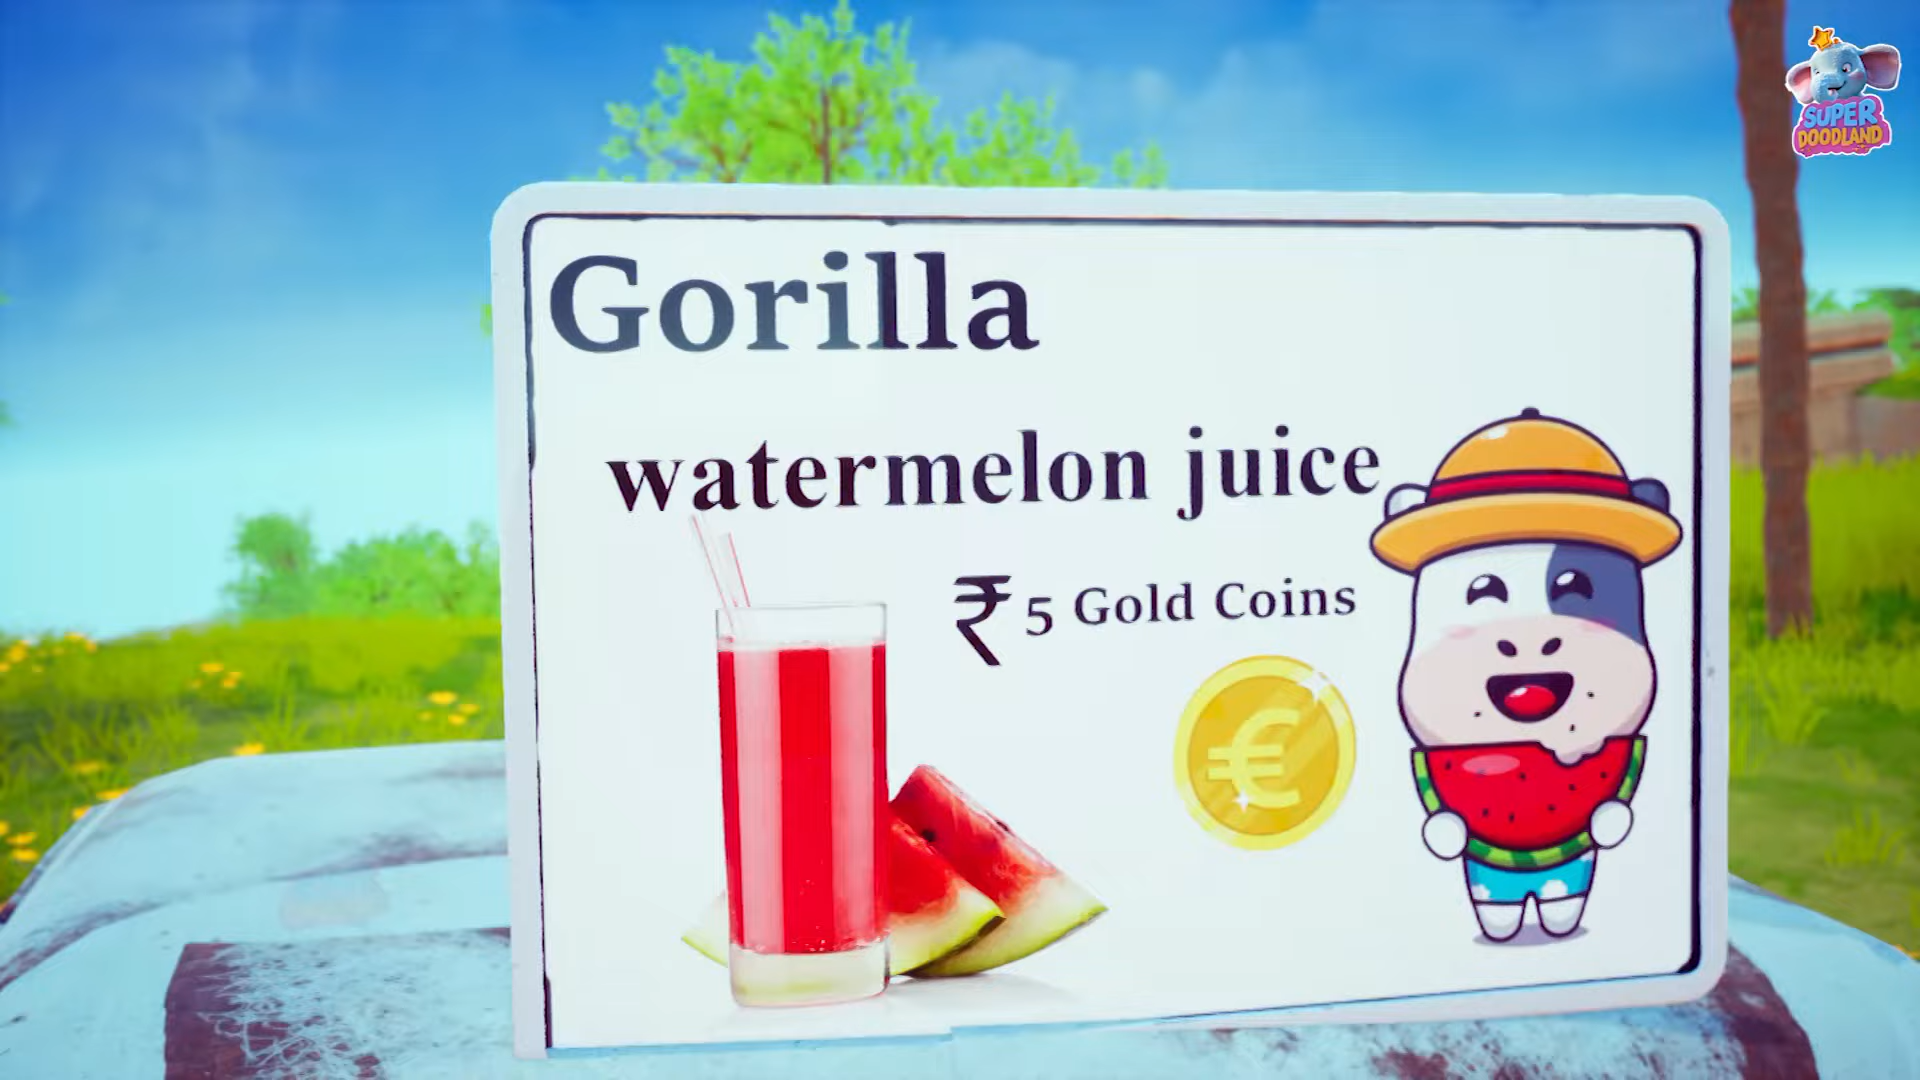 SUPER
DOODLAND
Gorilla
watermelon juice
₹ 5 Gold Coins
€